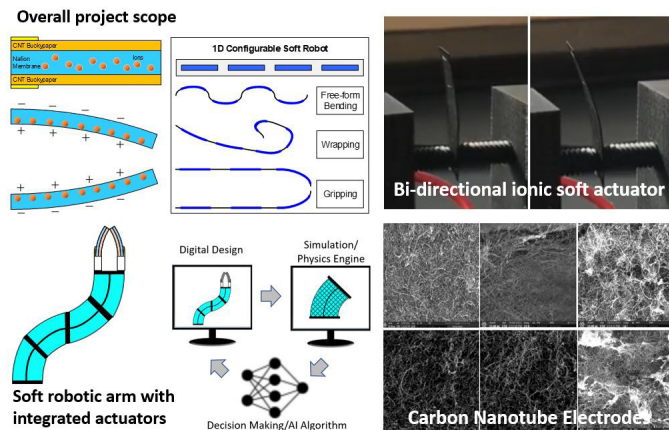 Overall project scope
CNT Buckypaper
Nafion
Membrane
Ions
CNT Buckypaper
1D Configurable Soft Robot
Free-form
Bending
Wrapping
Gripping
Bi-directional ionic soft actuator
Digital Design
Simulation/
Physics Engine
Decision Making/AI Algorithm
Soft robotic arm with
integrated actuators
Carbon Nanotube Electrodes